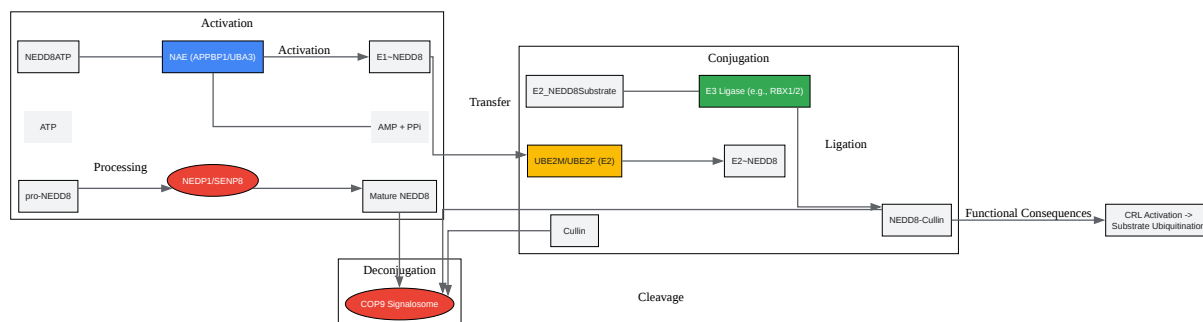 Activation
NEDD8ATP
NAE (APPBP1/UBA3)
Activation
E1~NEDD8
ATP
AMP + PPi
Processing
pro-NEDD8
NEDP1/SENP8
Mature NEDD8
Transfer
Conjugation
E2_NEDD8Substrate
E3 Ligase (e.g., RBX1/2)
Ligation
UBE2M/UBE2F (E2)
E2~NEDD8
Cullin
NEDD8-Cullin
Functional Consequences
CRL Activation ->
Substrate Ubiquitination
Deconjugation
COP9 Signalosome
Cleavage